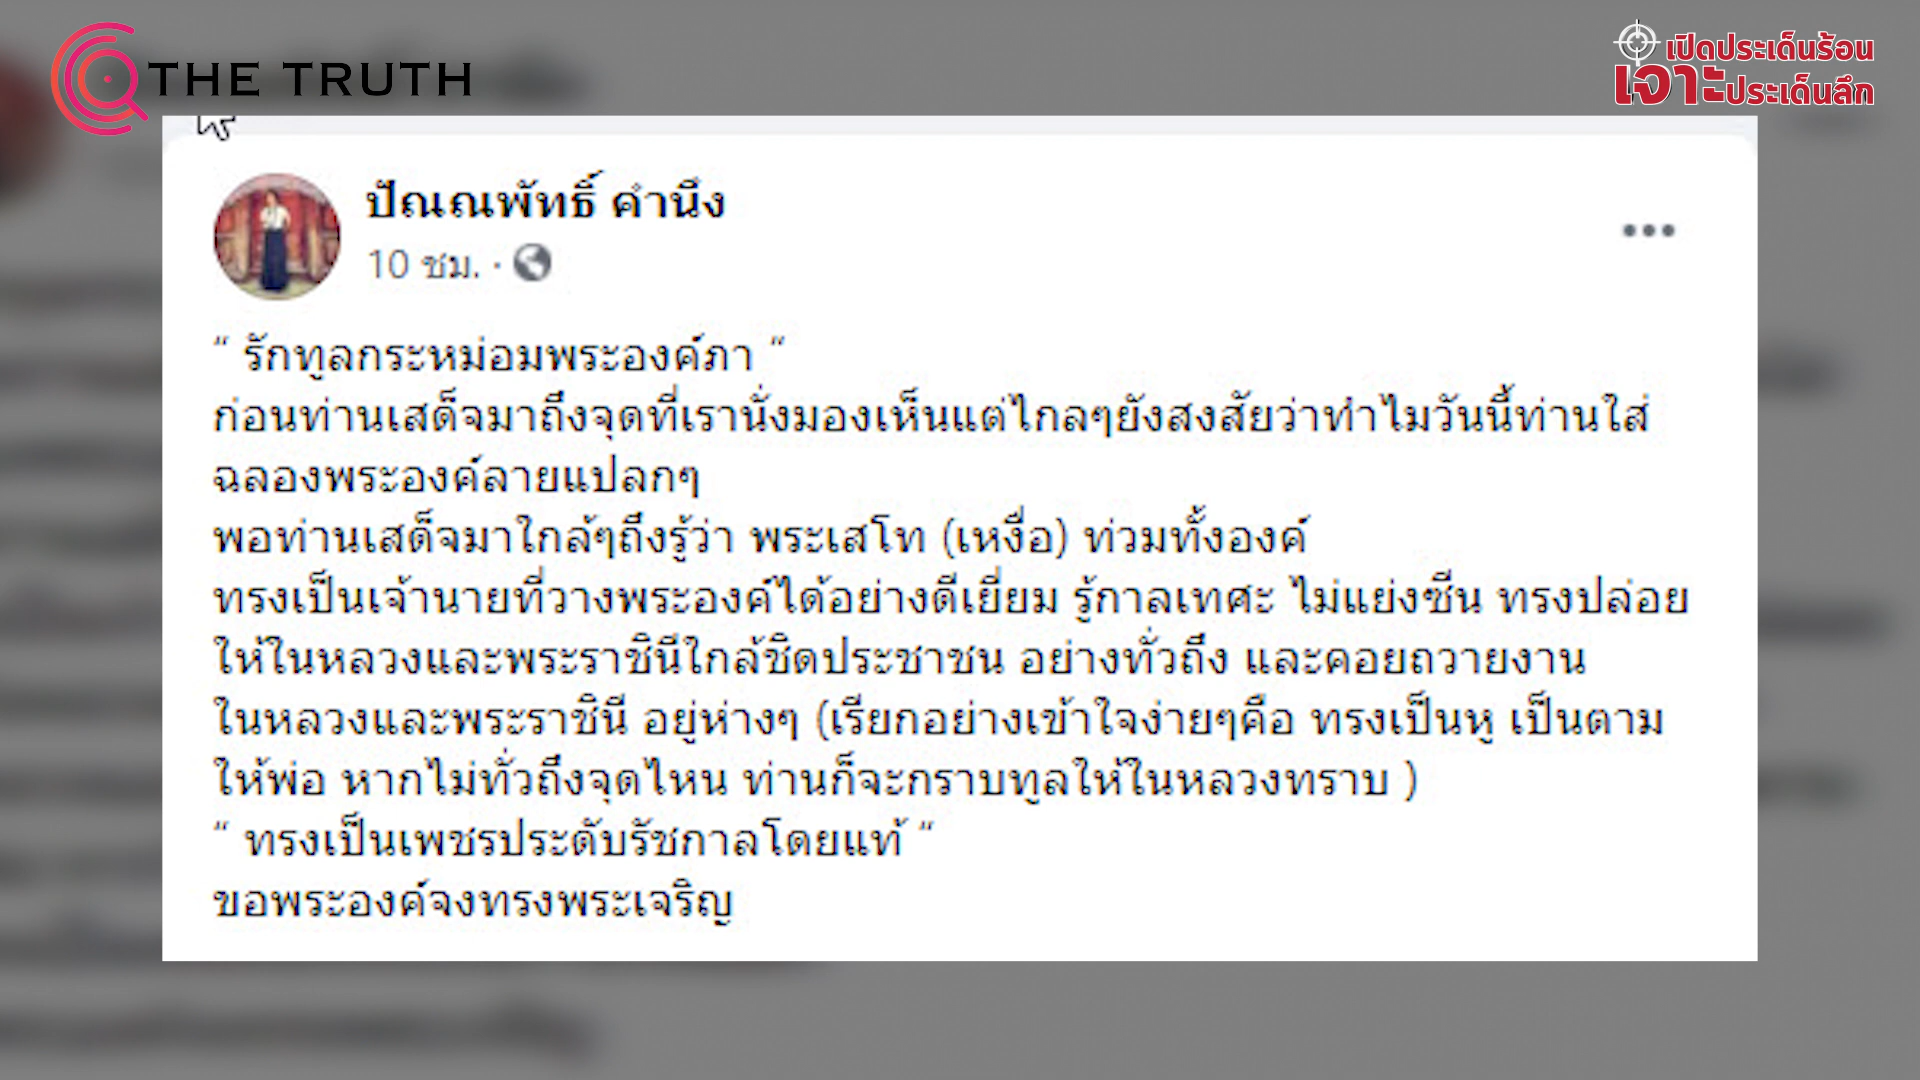 THE TRUTH
เปิดประเด็นร้อน
เจาะประเด็นลึก
ปัณณพัทธิ์ คำนึง
10 ชม. ·
“ รักทูลกระหม่อมพระองค์ภา “
ก่อนท่านเสด็จมาถึงจุดที่เรานั่งมองเห็นแต่ไกลๆยังสงสัยว่าทำไมวันนี้ท่านใส่
ฉลองพระองค์ลายแปลกๆ
พอท่านเสด็จมาใกล้ๆถึงรู้ว่า พระเสโท (เหงื่อ) ท่วมทั้งองค์
ทรงเป็นเจ้านายที่วางพระองค์ได้อย่างดีเยี่ยม รู้กาลเทศะ ไม่แย่งซีน ทรงปล่อย
ให้ในหลวงและพระราชินีใกล้ชิดประชาชน อย่างทั่วถึง และคอยถวายงาน
ในหลวงและพระราชินี อยู่ห่างๆ (เรียกอย่างเข้าใจง่ายๆคือ ทรงเป็นหู เป็นตาม
ให้พ่อ หากไม่ทั่วถึงจุดไหน ท่านก็จะกราบทูลให้ในหลวงทราบ )
“ ทรงเป็นเพชรประดับรัชกาลโดยแท้ “
ขอพระองค์จงทรงพระเจริญ